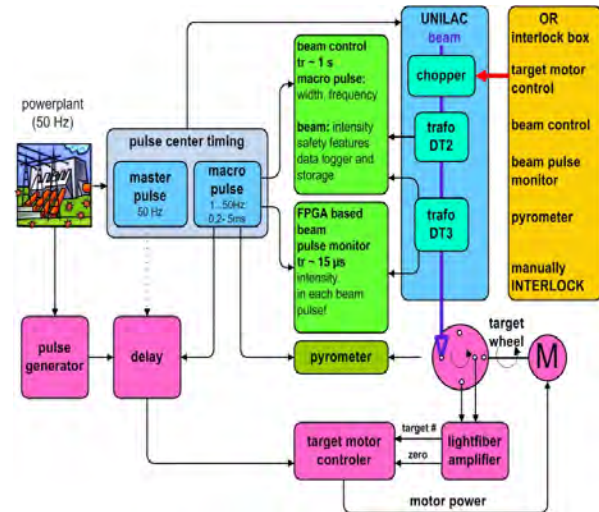 powerplant
(50 Hz)
pulse center timing
master
pulse
50 Hz
macro
pulse
1...50Hz
0,2- 5ms
beam control
tr ~ 1 s
macro pulse:
width, frequency
beam: intensity
safety features
data logger and
storage
FPGA based
beam
pulse monitor
tr ~ 15 µs
intensity,
in each beam
pulse!
UNILAC
beam
chopper
trafo
DT2
trafo
DT3
OR
interlock box
target motor
control
beam control
beam pulse
monitor
pyrometer
manually
INTERLOCK
pulse
generator
delay
pyrometer
target
wheel
M
target motor
controler
target #
zero
lightfiber
amplifier
motor power